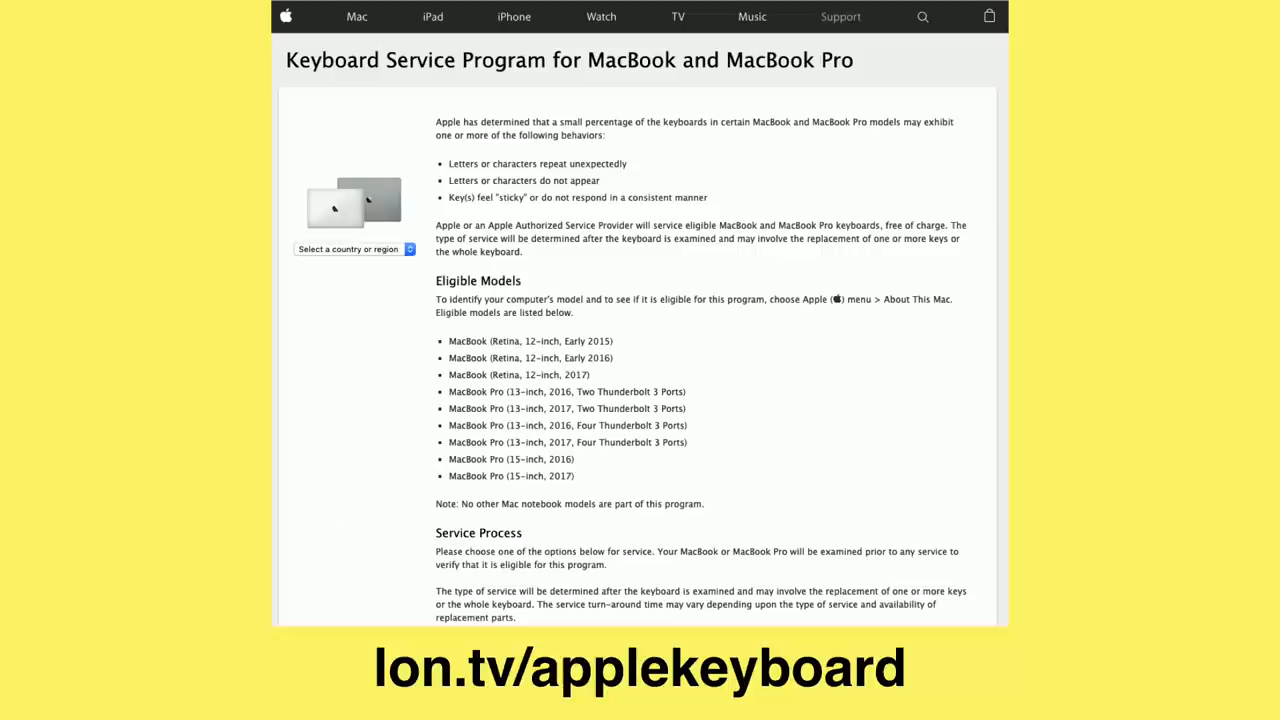 Mac iPad iPhone Watch TV Music Support
Keyboard Service Program for MacBook and MacBook Pro
Apple has determined that a small percentage of the keyboards in certain MacBook and MacBook Pro models may exhibit
one or more of the following behaviors:
• Letters or characters repeat unexpectedly
• Letters or characters do not appear
• Key(s) feel "sticky" or do not respond in a consistent manner
Select a country or region
Apple or an Apple Authorized Service Provider will service eligible MacBook and MacBook Pro keyboards, free of charge. The
type of service will be determined after the keyboard is examined and may involve the replacement of one or more keys or
the whole keyboard.
Eligible Models
To identify your computer's model and to see if it is eligible for this program, choose Apple () menu > About This Mac.
Eligible models are listed below.
• MacBook (Retina, 12-inch, Early 2015)
• MacBook (Retina, 12-inch, Early 2016)
• MacBook (Retina, 12-inch, 2017)
• MacBook Pro (13-inch, 2016, Two Thunderbolt 3 Ports)
• MacBook Pro (13-inch, 2017, Two Thunderbolt 3 Ports)
• MacBook Pro (13-inch, 2016, Four Thunderbolt 3 Ports)
• MacBook Pro (13-inch, 2017, Four Thunderbolt 3 Ports)
• MacBook Pro (15-inch, 2016)
• MacBook Pro (15-inch, 2017)
Note: No other Mac notebook models are part of this program.
Service Process
Please choose one of the options below for service. Your MacBook or MacBook Pro will be examined prior to any service to
verify that it is eligible for this program.
The type of service will be determined after the keyboard is examined and may involve the replacement of one or more keys
or the whole keyboard. The service turn-around time may vary depending upon the type of service and availability of
replacement parts.
lon.tv/applekeyboard